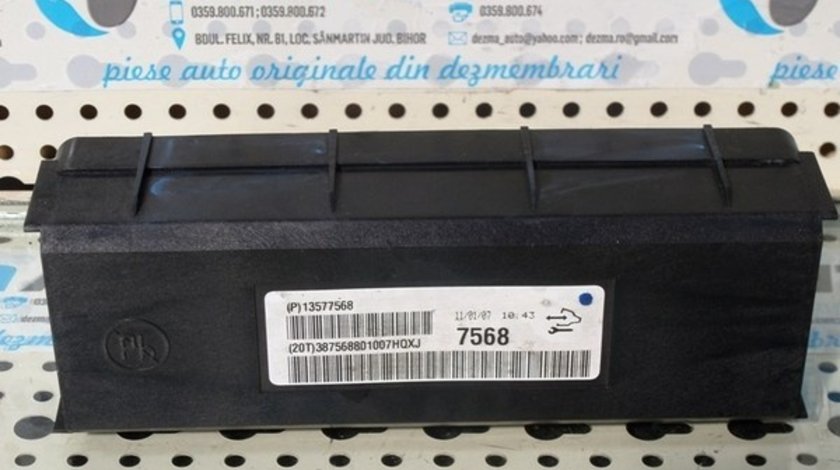 0359.800.671; 0359.800.672
0359.800.674
BDUL. FELIX, NR. 81, LOC. SÂNMARTIN JUD. BIHOR
dezma_auto@yahoo.com ; dezma.ro@gmail.com
piese auto originale din dezmembrari
(P)13577568
11/01/07 10:43
7568
(20T)387568801007HQXJ